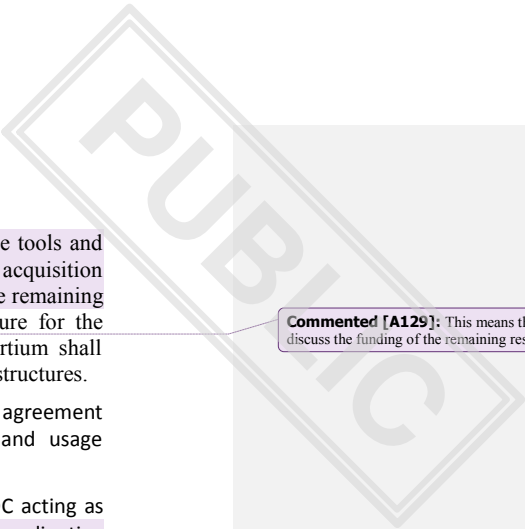 e tools and
acquisition
e remaining
ure for the
rtium shall
structures.
agreement
and usage
C acting as
Commented [A129]: This means th
discuss the funding of the remaining res
PUBLIC